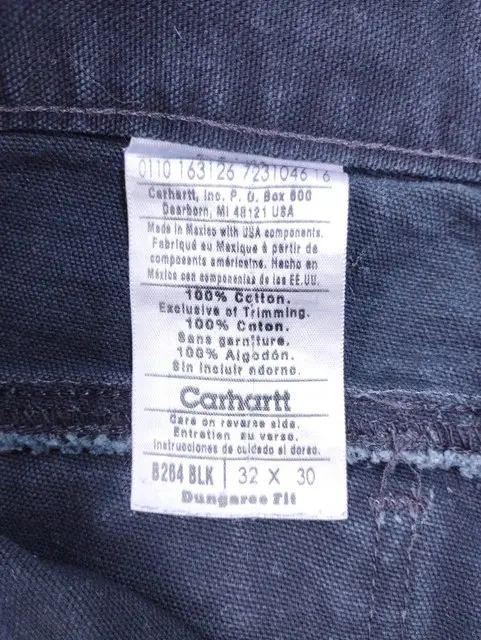 0110 163126 7231046 16
Carhartt, Inc. P. O. Box 600
Dearborn, MI 48121 USA
Made in Mexico with USA components.
Fabriqué au Mexique à partir de
composants américains. Hecho en
México con componentes de los EE.UU.
100% Cotton.
Exclusive of Trimming.
100% Coton.
Sans garniture.
100% Algodón.
Sin incluir adorno.
Carhartt
Care on reverse side.
Entretien au verso.
Instrucciones de cuidado al dorso.
B264 BLK | 32 X 30
Dungaree Fit